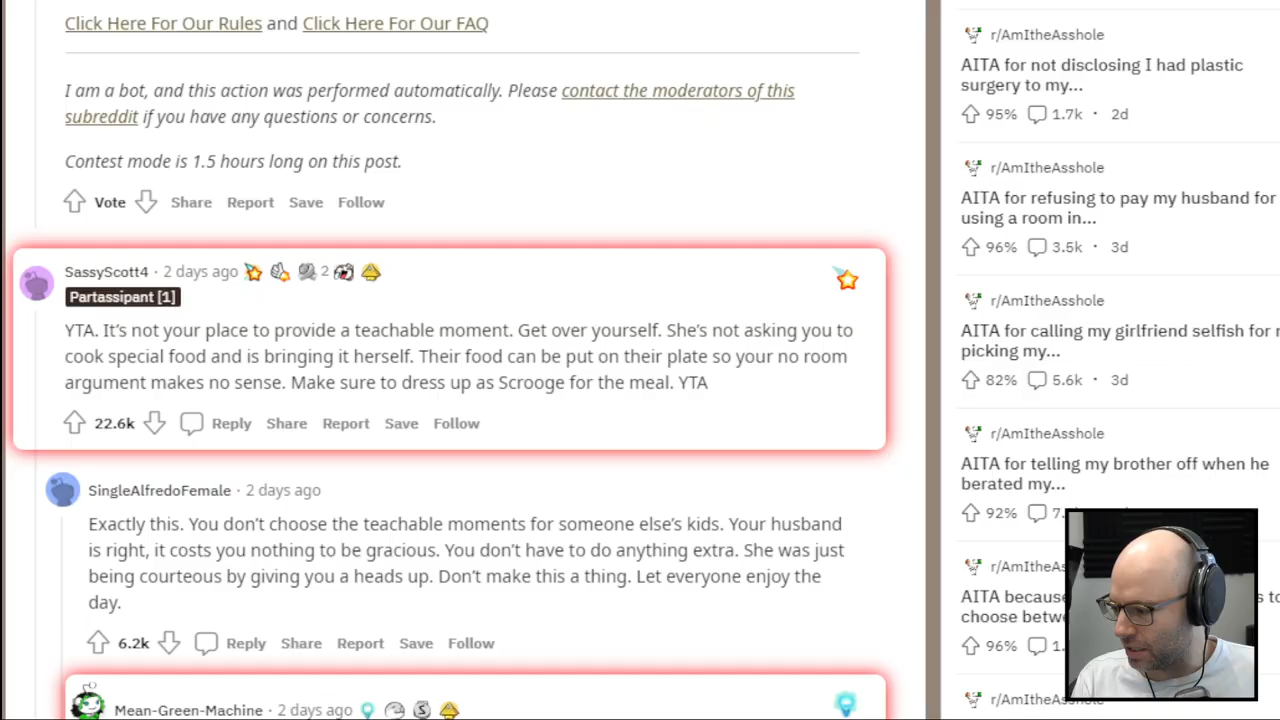 Click Here For Our Rules and Click Here For Our FAQ
I am a bot, and this action was performed automatically. Please contact the moderators of this
subreddit if you have any questions or concerns.
Contest mode is 1.5 hours long on this post.
Vote Share Report Save Follow
SassyScott4 · 2 days ago 2
Partassipant [1]
YTA. It's not your place to provide a teachable moment. Get over yourself. She's not asking you to
cook special food and is bringing it herself. Their food can be put on their plate so your no room
argument makes no sense. Make sure to dress up as Scrooge for the meal. YTA
22.6k Reply Share Report Save Follow
SingleAlfredoFemale · 2 days ago
Exactly this. You don't choose the teachable moments for someone else's kids. Your husband
is right, it costs you nothing to be gracious. You don't have to do anything extra. She was just
being courteous by giving you a heads up. Don't make this a thing. Let everyone enjoy the
day.
6.2k Reply Share Report Save Follow
Mean-Green-Machine · 2 days ago
r/AmItheAsshole
AITA for not disclosing I had plastic
surgery to my...
95% 1.7k · 2d
r/AmItheAsshole
AITA for refusing to pay my husband for
using a room in...
96% 3.5k · 3d
r/AmItheAsshole
AITA for calling my girlfriend selfish for
picking my...
82% 5.6k · 3d
r/AmItheAsshole
AITA for telling my brother off when he
berated my...
92% 7.
r/AmItheAs
AITA becaus to
choose betw
96% 1.
r/AmItheAs